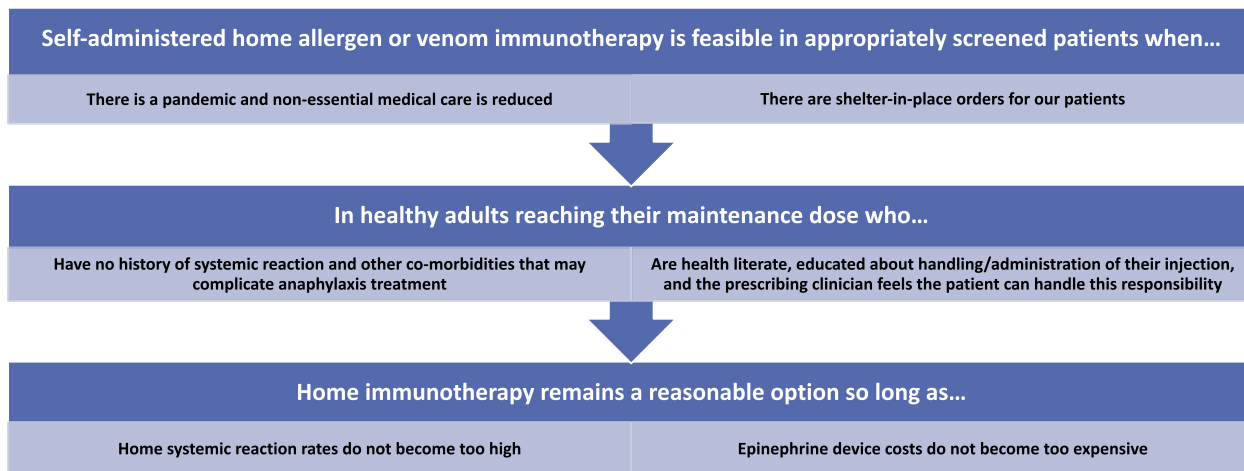 Self-administered home allergen or venom immunotherapy is feasible in appropriately screened patients when…
There is a pandemic and non-essential medical care is reduced
There are shelter-in-place orders for our patients
In healthy adults reaching their maintenance dose who…
Have no history of systemic reaction and other co-morbidities that may
complicate anaphylaxis treatment
Are health literate, educated about handling/administration of their injection,
and the prescribing clinician feels the patient can handle this responsibility
Home immunotherapy remains a reasonable option so long as…
Home systemic reaction rates do not become too high
Epinephrine device costs do not become too expensive